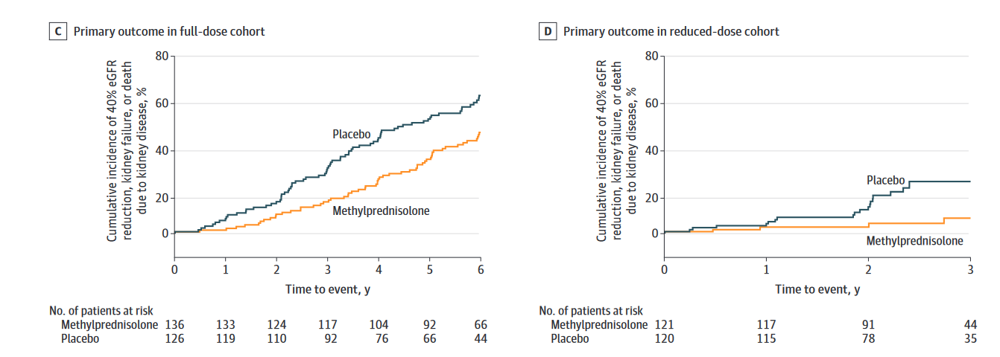 C Primary outcome in full-dose cohort
Cumulative incidence of 40% eGFR
reduction, kidney failure, or death
due to kidney disease, %
80
60
40
20
0
Placebo
Methylprednisolone
0 1 2 3 4 5 6
Time to event, y
No. of patients at risk
Methylprednisolone 136 133 124 117 104 92 66
Placebo 126 119 110 92 76 66 44
D Primary outcome in reduced-dose cohort
Cumulative incidence of 40% eGFR
reduction, kidney failure, or death
due to kidney disease, %
80
60
40
20
0
Placebo
Methylprednisolone
0 1 2 3
Time to event, y
No. of patients at risk
Methylprednisolone 121 117 91 44
Placebo 120 115 78 35